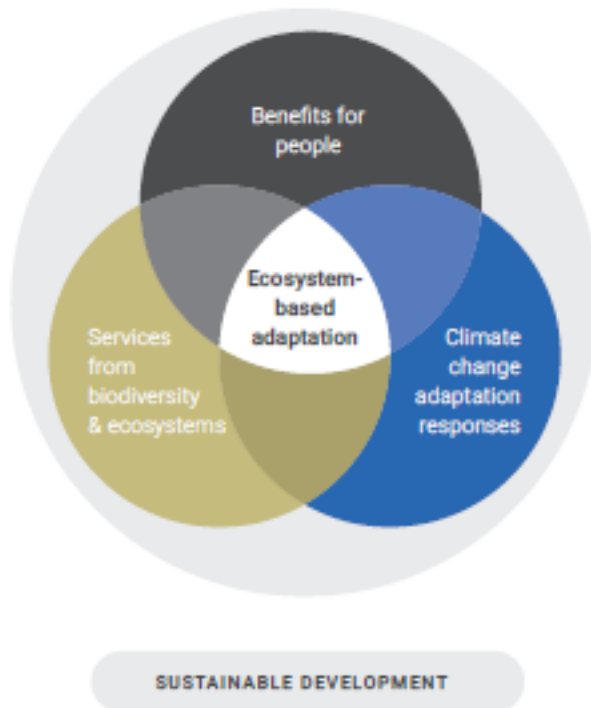 Benefits for
people
Ecosystem-
based
adaptation
Services
from
biodiversity
& ecosystems
Climate
change
adaptation
responses
SUSTAINABLE DEVELOPMENT